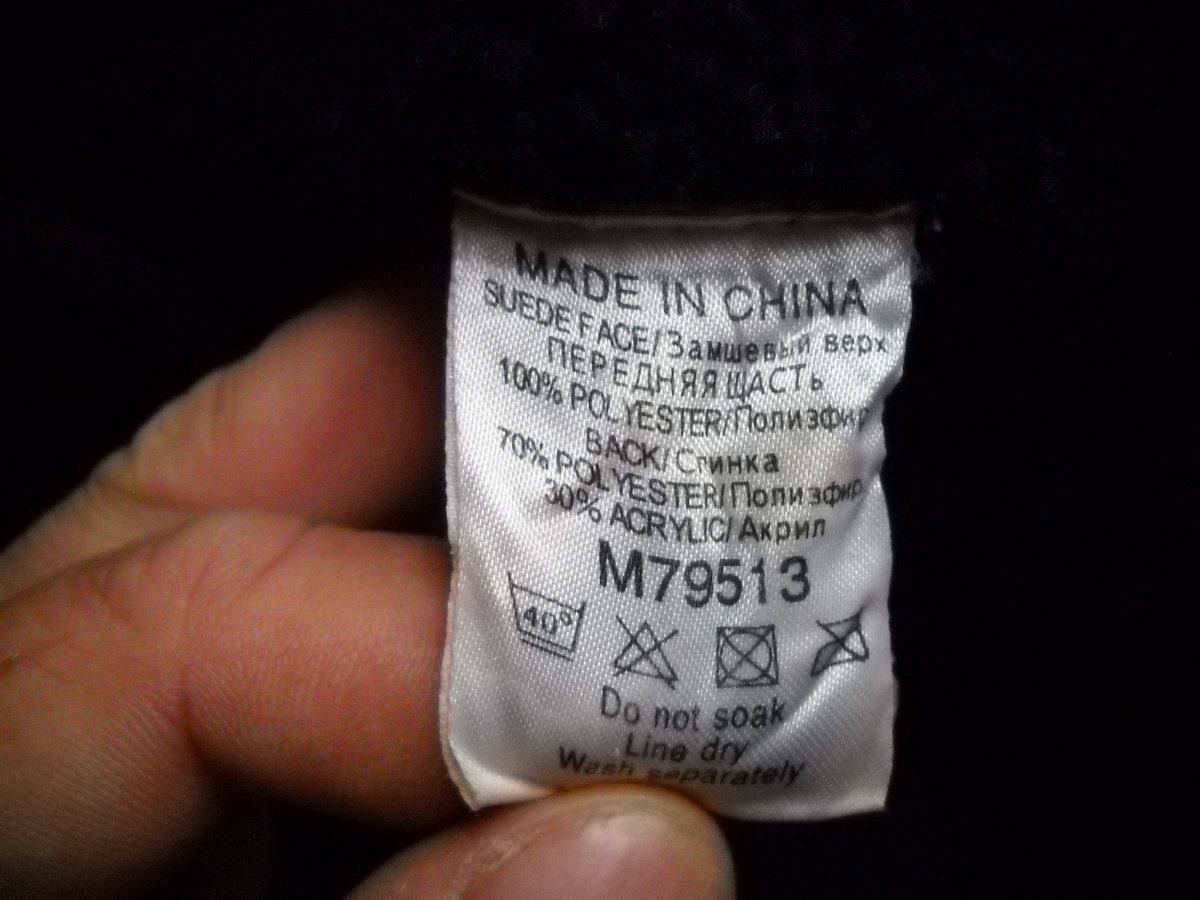 MADE IN CHINA
SUEDE FACE/Замшевый верх
ПЕРЕДНЯЯ ЩАСТЬ
100% POLYESTER/Полиэфир
BACK/Спинка
70% POLYESTER/Полиэфир
30% ACRYLIC/Акрил
M79513
40°
Do not soak
Line dry
Wash separately